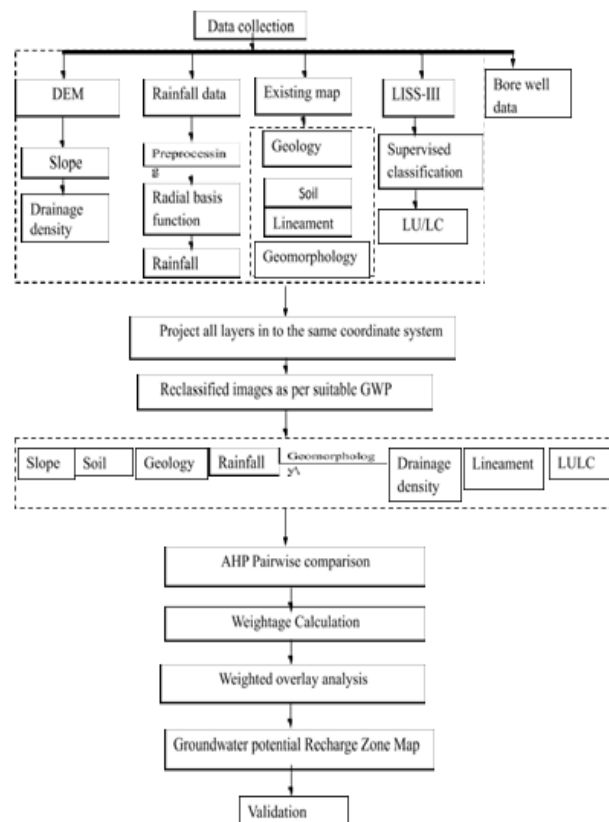 Data collection
DEM
Rainfall data
Existing map
LISS-III
Bore well
data
Slope
Drainage
density
Preprocessin
g
Radial basis
function
Rainfall
Geology
Soil
Lineament
Geomorphology
Supervised
classification
LU/LC
Project all layers in to the same coordinate system
Reclassified images as per suitable GWP
Slope
Soil
Geology
Rainfall
Geomorpholog
y\
Drainage
density
Lineament
LULC
AHP Pairwise comparison
Weightage Calculation
Weighted overlay analysis
Groundwater potential Recharge Zone Map
Validation